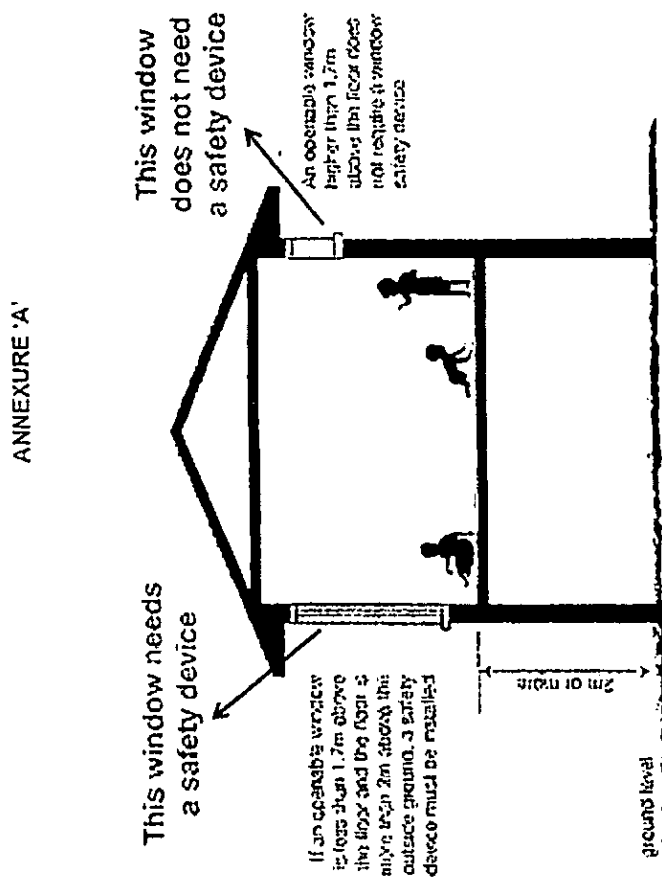 ANNEXURE 'A'
This window needs
a safety device
This window
does not need
a safety device
If an openable window
is less than 1.7m above
the floor and the floor is
more than 2m above the
outside ground, a safety
device must be installed
An openable window
higher than 1.7m
above the floor does
not require a window
safety device
2m or more
ground level